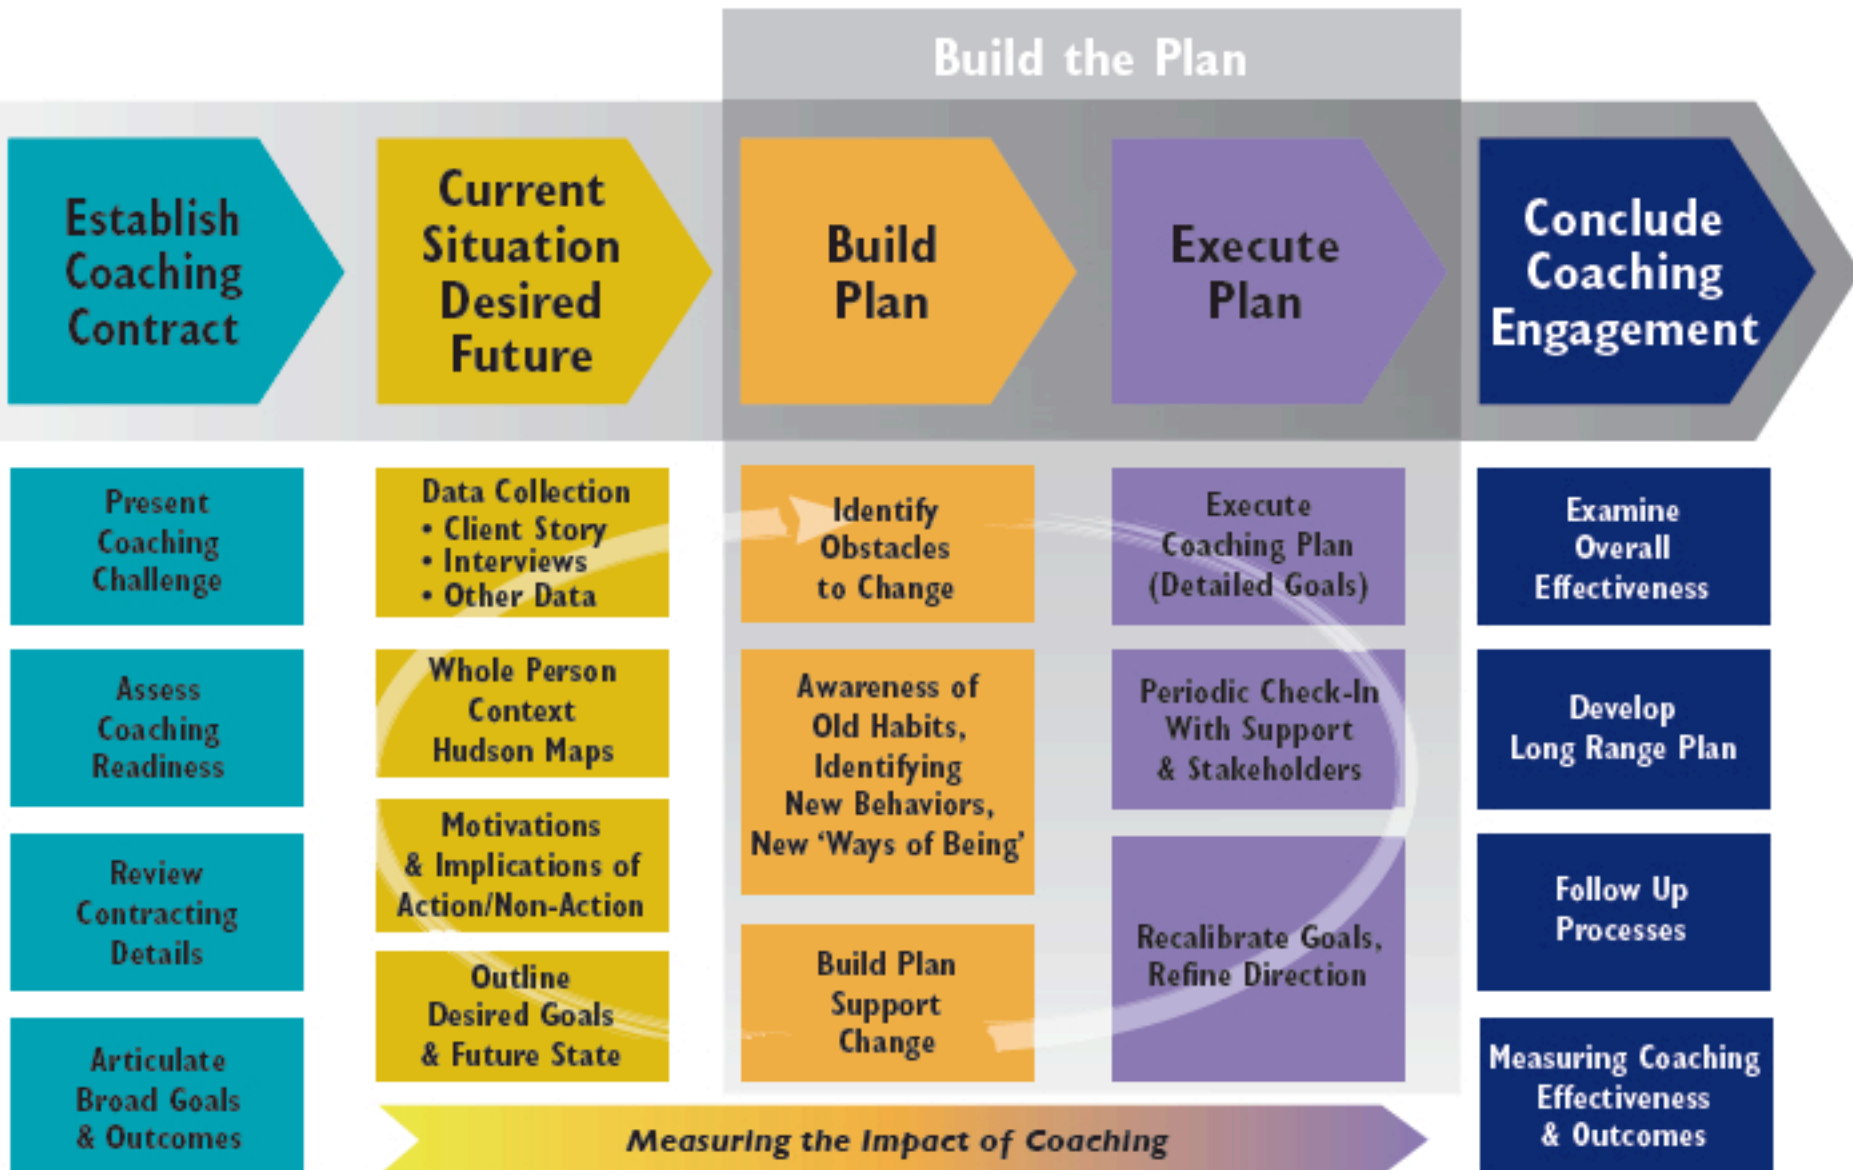 Build the Plan
Establish
Coaching
Contract
Current
Situation
Desired
Future
Build
Plan
Execute
Plan
Conclude
Coaching
Engagement
Present
Coaching
Challenge
Assess
Coaching
Readiness
Review
Contracting
Details
Articulate
Broad Goals
& Outcomes
Data Collection
• Client Story
• Interviews
• Other Data
Whole Person
Context
Hudson Maps
Motivations
& Implications of
Action/Non-Action
Outline
Desired Goals
& Future State
Identify
Obstacles
to Change
Awareness of
Old Habits,
Identifying
New Behaviors,
New ‘Ways of Being’
Build Plan
Support
Change
Execute
Coaching Plan
(Detailed Goals)
Periodic Check-In
With Support
& Stakeholders
Recalibrate Goals,
Refine Direction
Examine
Overall
Effectiveness
Develop
Long Range Plan
Follow Up
Processes
Measuring Coaching
Effectiveness
& Outcomes
Measuring the Impact of Coaching